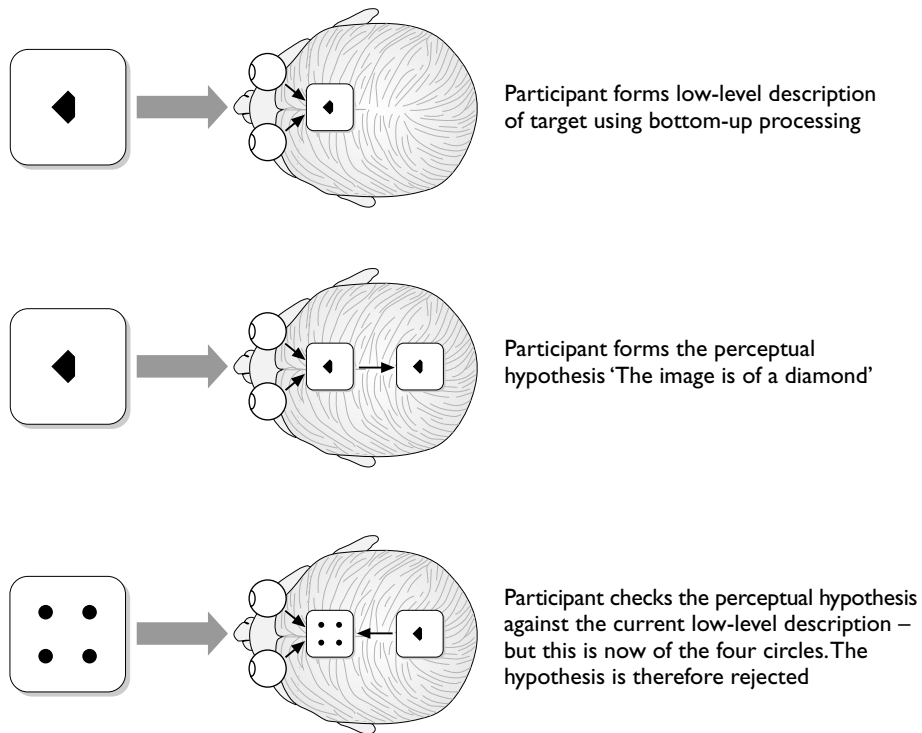 Participant forms low-level description
of target using bottom-up processing
Participant forms the perceptual
hypothesis ‘The image is of a diamond’
Participant checks the perceptual hypothesis
against the current low-level description –
but this is now of the four circles. The
hypothesis is therefore rejected